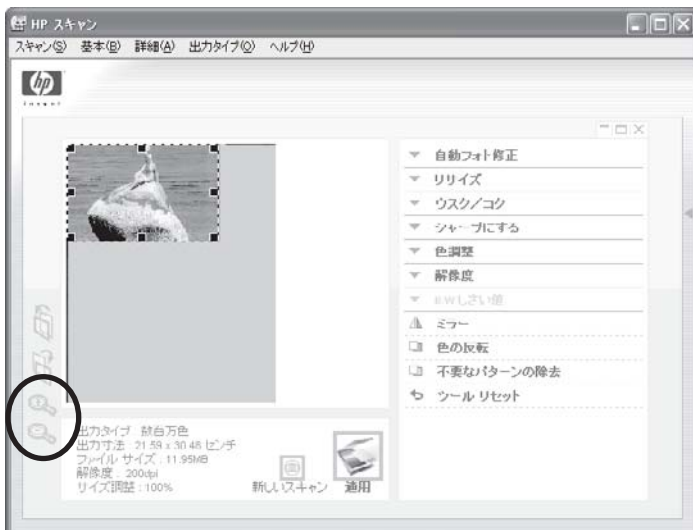 HP スキャン
スキャン(S) 基本(B) 詳細(A) 出力タイプ(O) ヘルプ(H)
hp
invent
自動フォト修正
リサイズ
ウスク/コク
シャープにする
色調整
解像度
B/Wしきい値
ミラー
色の反転
不要なパターンの除去
ツール リセット
出力タイプ : 数百万色
出力寸法 : 21.59 x 30.48 センチ
ファイル サイズ : 11.95MB
解像度 : 200dpi
リサイズ調整 : 100%
新しいスキャン 適用